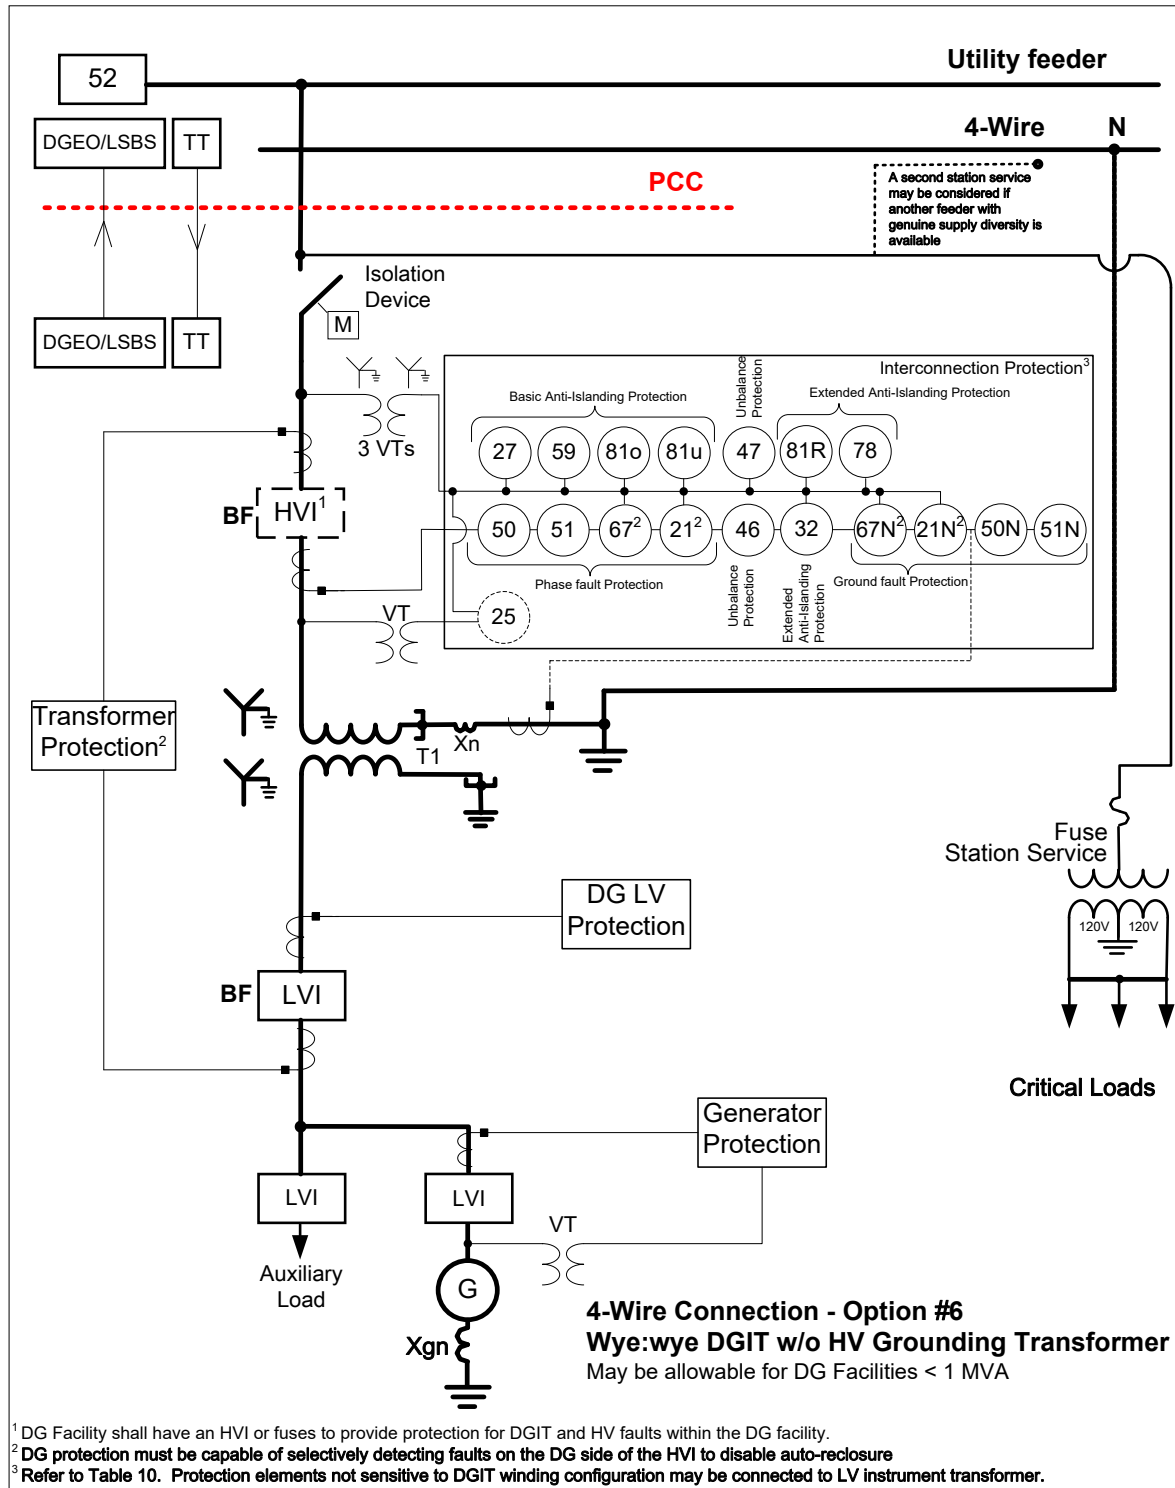 52
Utility feeder
DGEO/LSBS
TT
4-Wire
N
PCC
A second station service
may be considered if
another feeder with
genuine supply diversity is
available
Isolation
Device
M
DGEO/LSBS
TT
Interconnection Protection³
Basic Anti-Islanding Protection
Unbalance
Protection
Extended Anti-Islanding Protection
3 VTs
27
59
81o
81u
47
81R
78
BF
HVI¹
50
51
67²
21²
46
32
67N²
21N²
50N
51N
Phase fault Protection
Unbalance
Protection
Extended
Anti-Islanding
Protection
Ground fault Protection
VT
25
Transformer
Protection²
T1
Xn
Fuse
Station Service
DG LV
Protection
120V
120V
BF
LVI
Critical Loads
Generator
Protection
LVI
LVI
VT
Auxiliary
Load
G
Xgn
4-Wire Connection - Option #6
Wye:wye DGIT w/o HV Grounding Transformer
May be allowable for DG Facilities < 1 MVA
¹ DG Facility shall have an HVI or fuses to provide protection for DGIT and HV faults within the DG facility.
² DG protection must be capable of selectively detecting faults on the DG side of the HVI to disable auto-reclosure
³ Refer to Table 10. Protection elements not sensitive to DGIT winding configuration may be connected to LV instrument transformer.